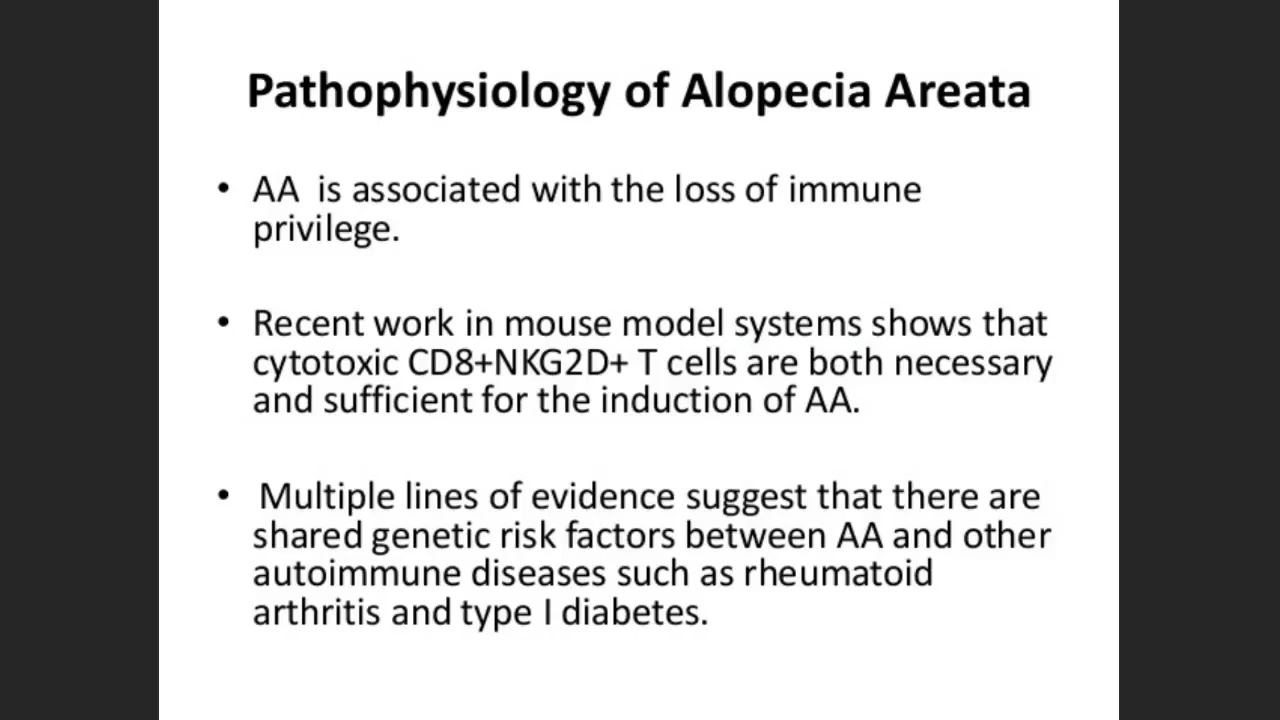 Pathophysiology of Alopecia Areata
• AA  is associated with the loss of immune
privilege.
• Recent work in mouse model systems shows that
cytotoxic CD8+NKG2D+ T cells are both necessary
and sufficient for the induction of AA.
• Multiple lines of evidence suggest that there are
shared genetic risk factors between AA and other
autoimmune diseases such as rheumatoid
arthritis and type I diabetes.